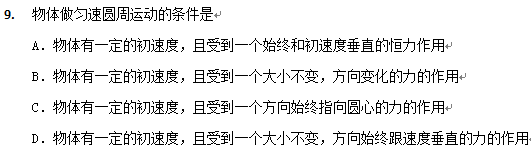 9. 物体做匀速圆周运动的条件是
A．物体有一定的初速度，且受到一个始终和初速度垂直的恒力作用
B．物体有一定的初速度，且受到一个大小不变，方向变化的力的作用
C．物体有一定的初速度，且受到一个方向始终指向圆心的力的作用
D．物体有一定的初速度，且受到一个大小不变，方向始终跟速度垂直的力的作用